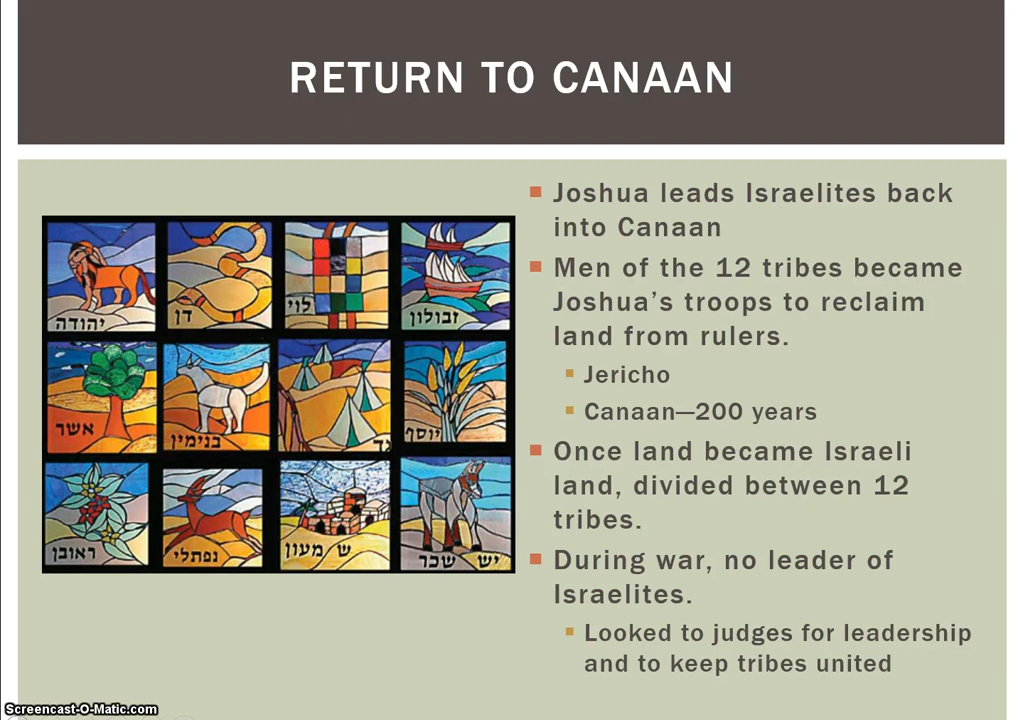 RETURN TO CANAAN
יהודה
דן
לוי
זבולון
אשר
בנימין
גד
יוסף
ראובן
נפתלי
ש מעון
יש שכר
Joshua leads Israelites back
into Canaan
Men of the 12 tribes became
Joshua's troops to reclaim
land from rulers.
Jericho
Canaan—200 years
Once land became Israeli
land, divided between 12
tribes.
During war, no leader of
Israelites.
Looked to judges for leadership
and to keep tribes united
Screencast-O-Matic.com